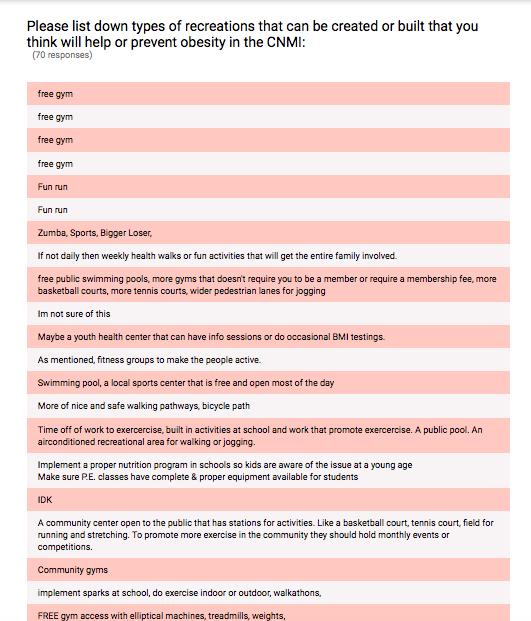 Please list down types of recreations that can be created or built that you
think will help or prevent obesity in the CNMI:
(70 responses)
free gym
free gym
free gym
free gym
Fun run
Fun run
Zumba, Sports, Bigger Loser,
If not daily then weekly health walks or fun activities that will get the entire family involved.
free public swimming pools, more gyms that doesn't require you to be a member or require a membership fee, more
basketball courts, more tennis courts, wider pedestrian lanes for jogging
Im not sure of this
Maybe a youth health center that can have info sessions or do occasional BMI testings.
As mentioned, fitness groups to make the people active.
Swimming pool, a local sports center that is free and open most of the day
More of nice and safe walking pathways, bicycle path
Time off of work to exercercise, built in activities at school and work that promote exercercise. A public pool. An
airconditioned recreational area for walking or jogging.
Implement a proper nutrition program in schools so kids are aware of the issue at a young age
Make sure P.E. classes have complete & proper equipment available for students
IDK
A community center open to the public that has stations for activities. Like a basketball court, tennis court, field for
running and stretching. To promote more exercise in the community they should hold monthly events or
competitions.
Community gyms
implement sparks at school, do exercise indoor or outdoor, walkathons,
FREE gym access with elliptical machines, treadmills, weights,